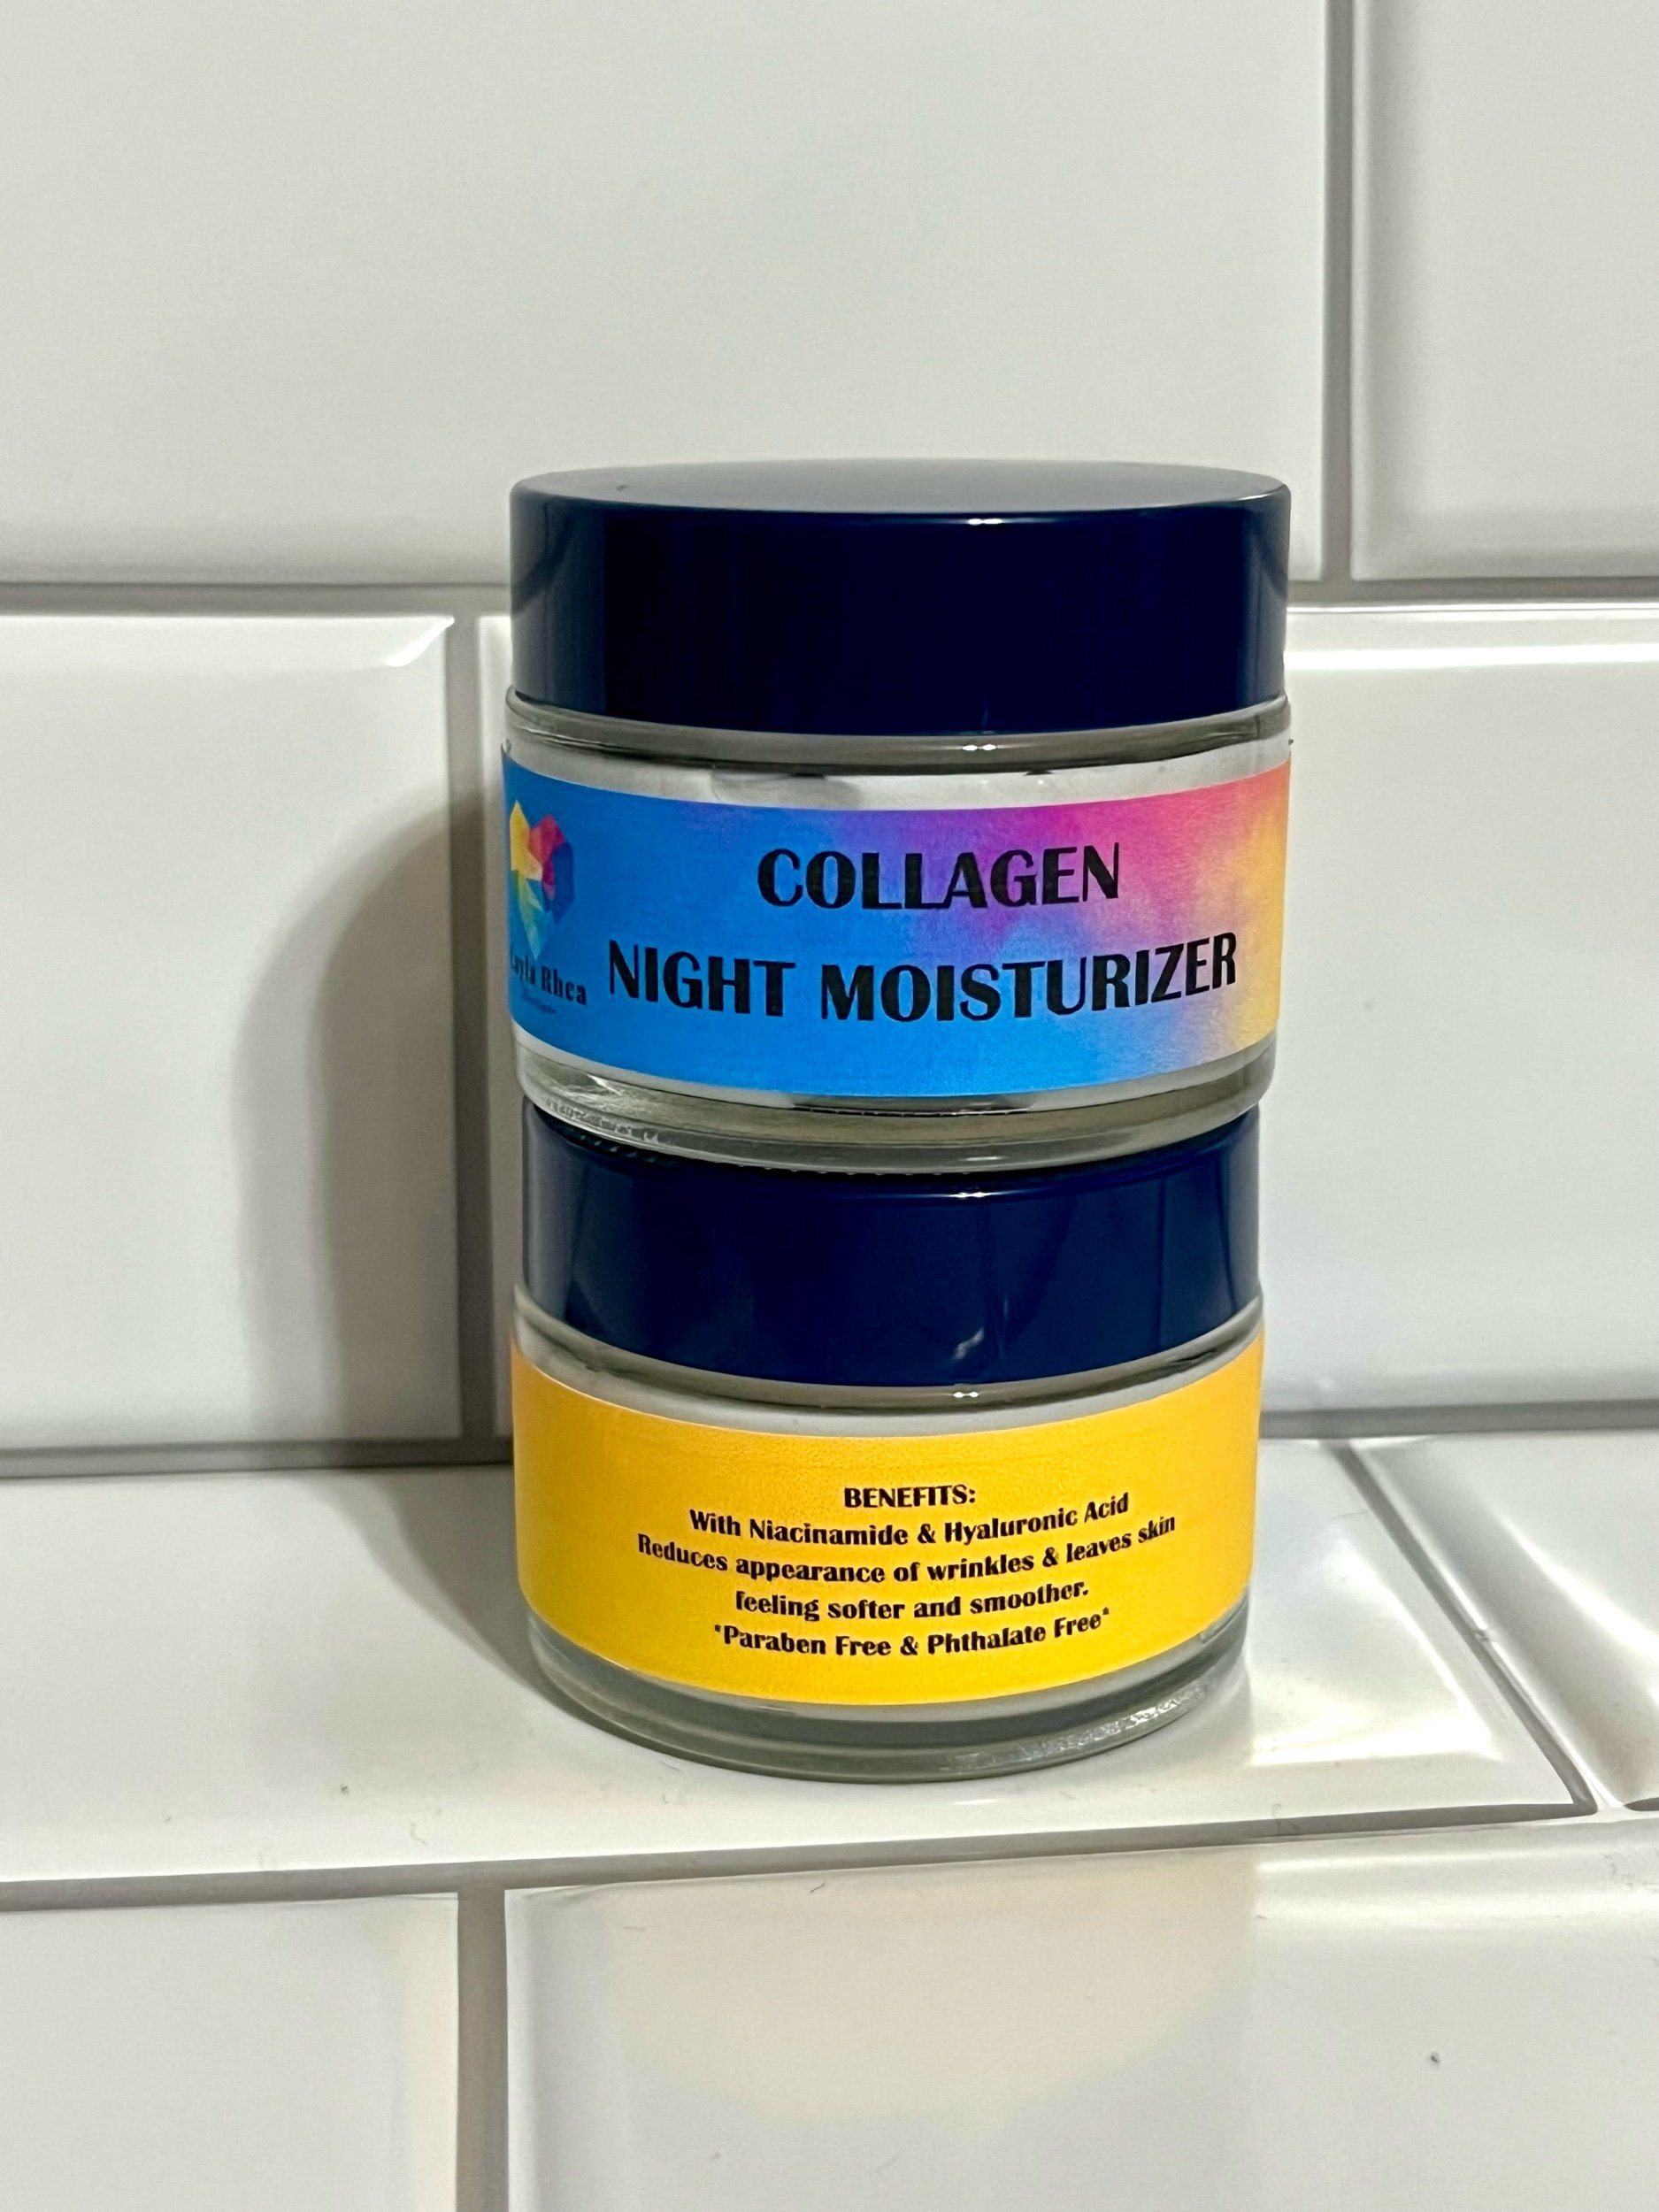 COLLAGEN
NIGHT MOISTURIZER
Rhea
BENEFITS:
With Niacinamide & Hyaluronic Acid
Reduces appearance of wrinkles & leaves skin
feeling softer and smoother.
*Paraben Free & Phthalate Free*